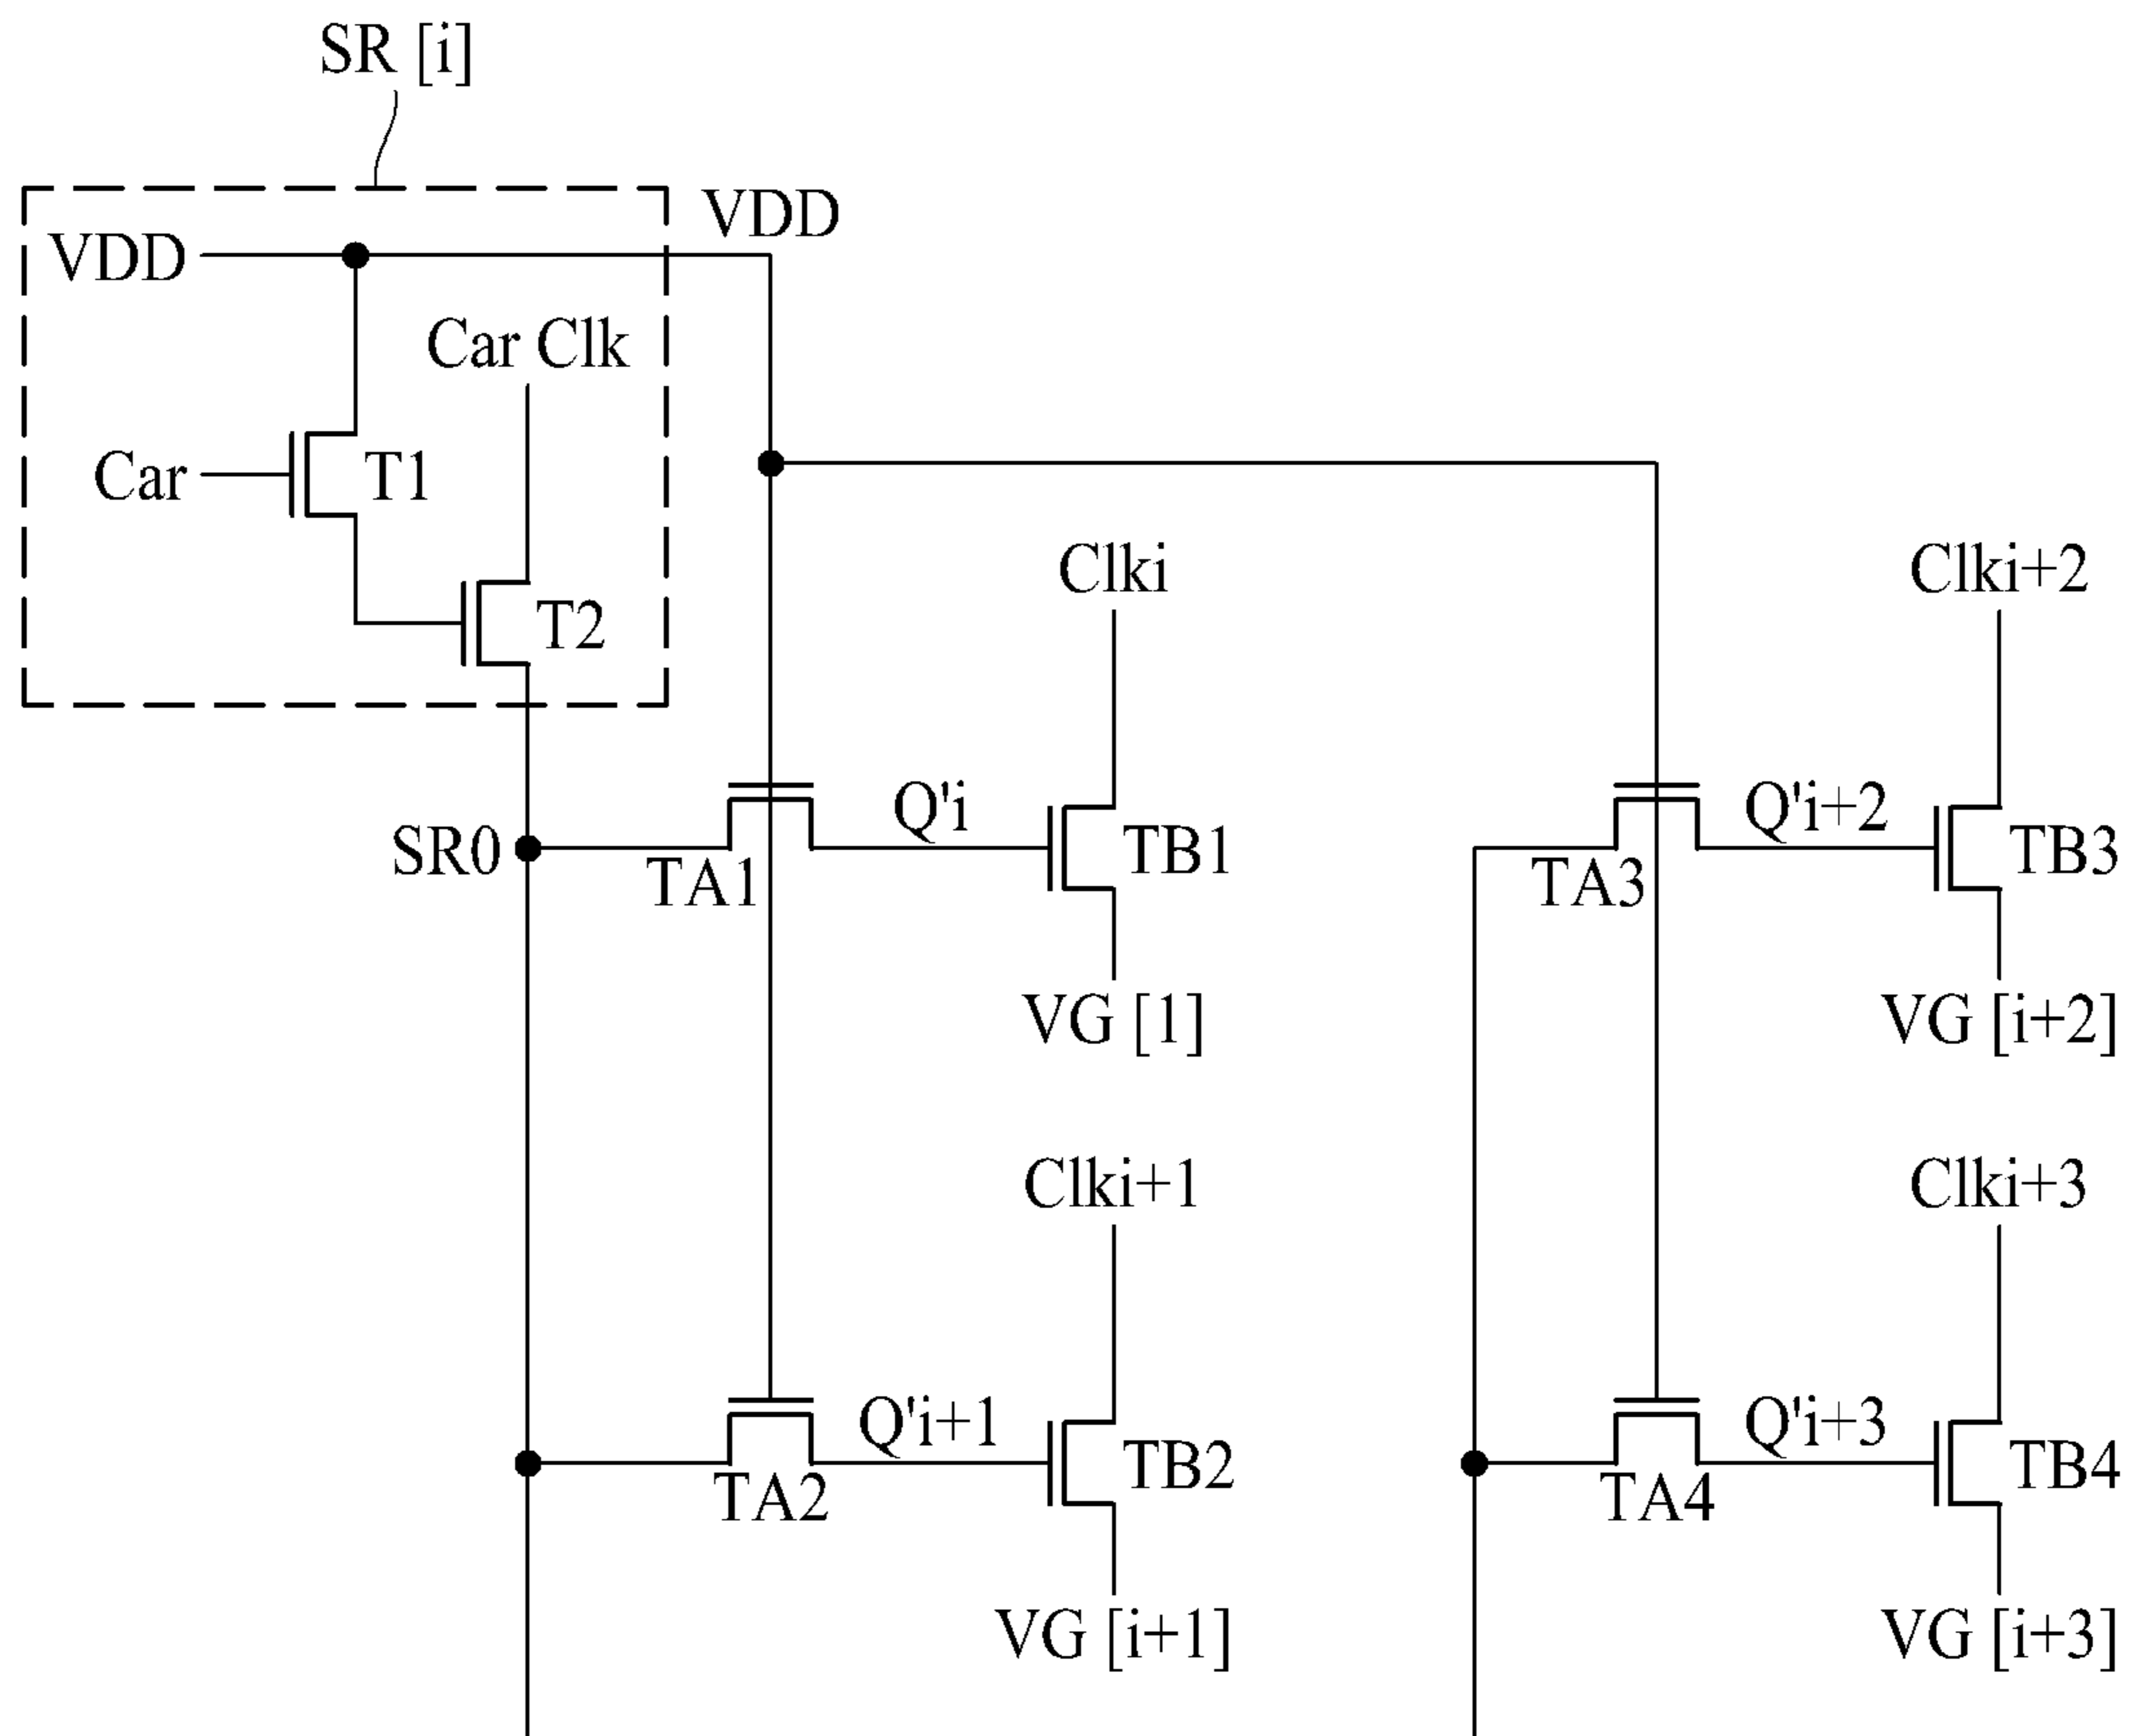 SR [i]
VDD
VDD
Car Clk
Car
T1
T2
Clki
Clki+2
SR0
TA1
Q'i
TB1
TA3
Q'i+2
TB3
VG [1]
VG [i+2]
Clki+1
Clki+3
TA2
Q'i+1
TB2
TA4
Q'i+3
TB4
VG [i+1]
VG [i+3]